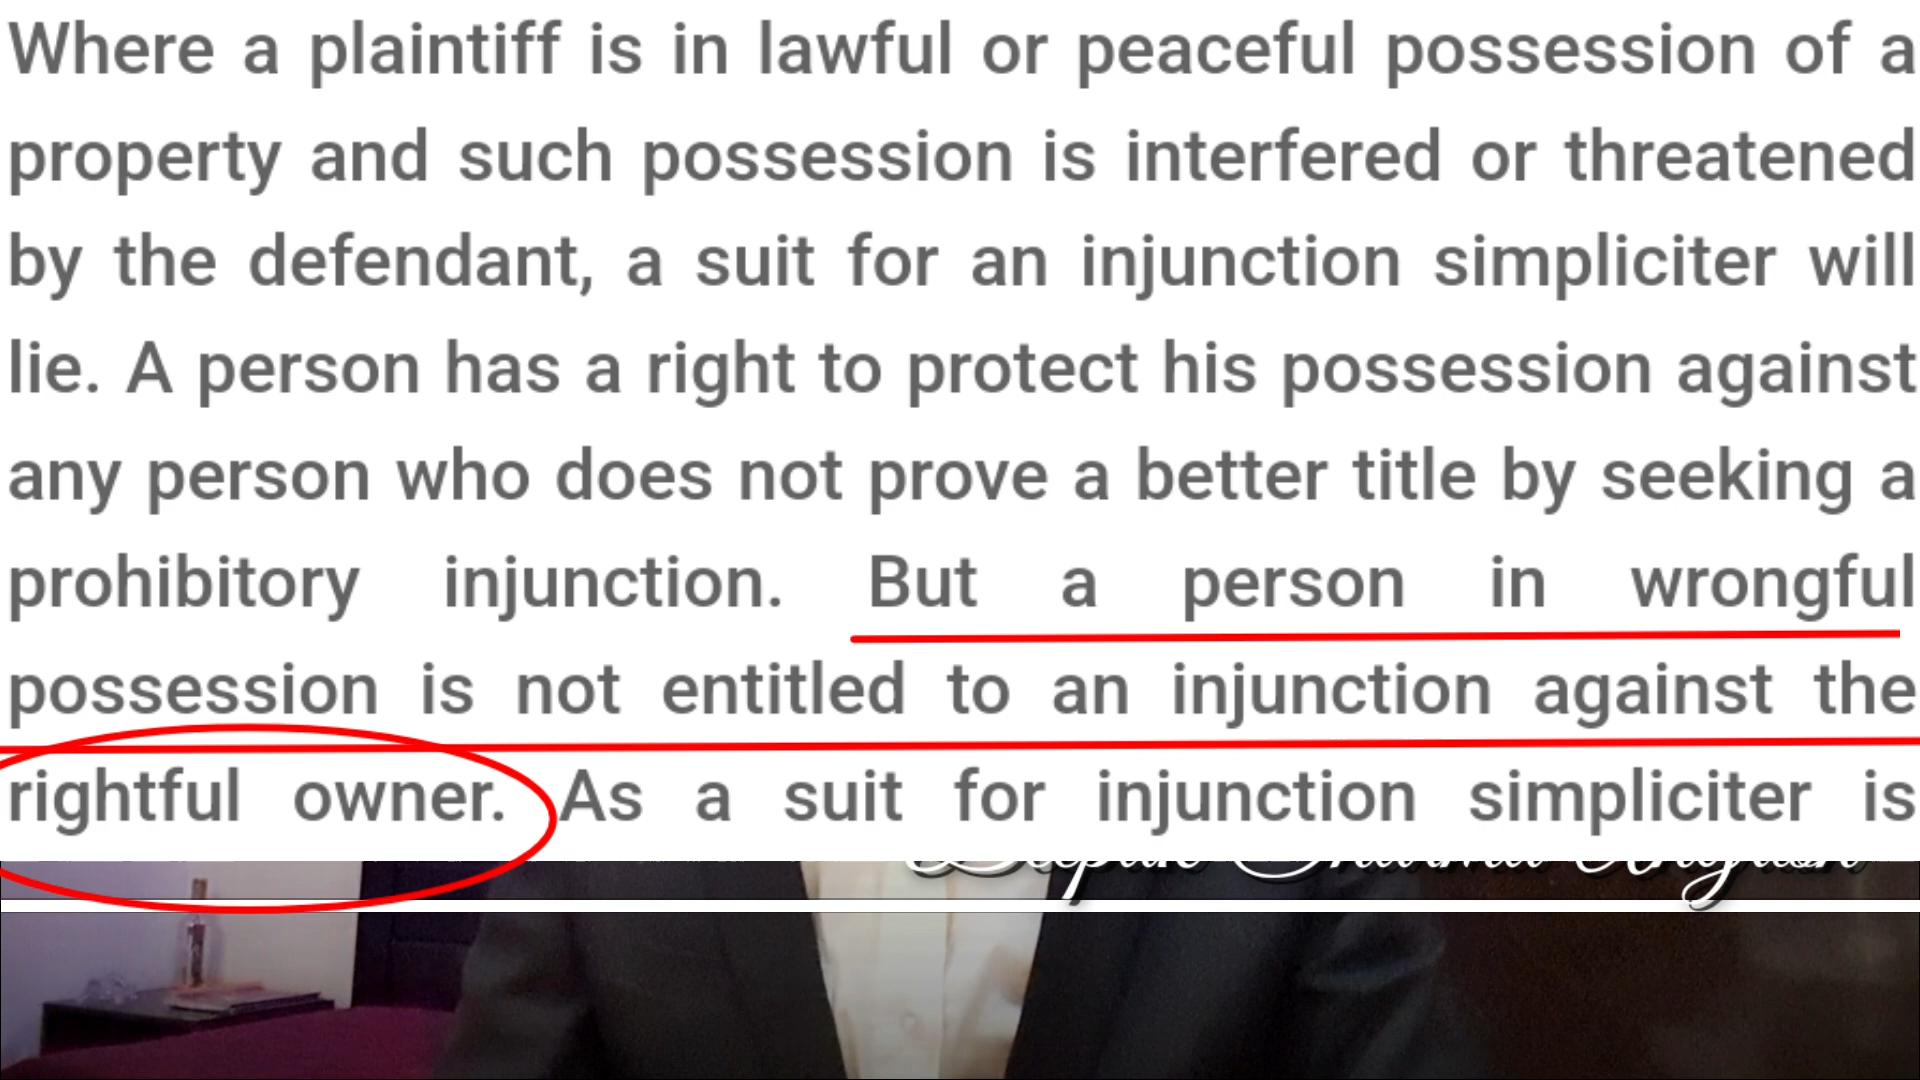 Where a plaintiff is in lawful or peaceful possession of a
property and such possession is interfered or threatened
by the defendant, a suit for an injunction simpliciter will
lie. A person has a right to protect his possession against
any person who does not prove a better title by seeking a
prohibitory injunction. But a person in wrongful
possession is not entitled to an injunction against the
rightful owner. As a suit for injunction simpliciter is